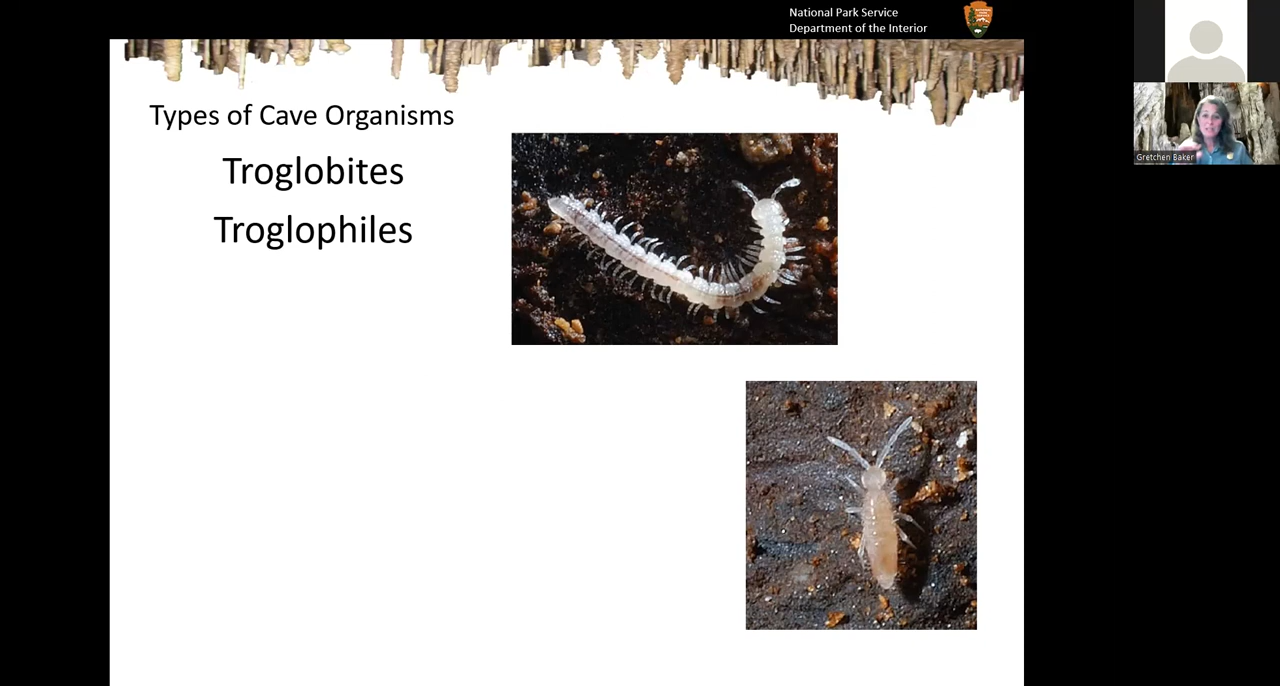 National Park Service
Department of the Interior
Types of Cave Organisms
Troglobites
Troglophiles
Gretchen Baker